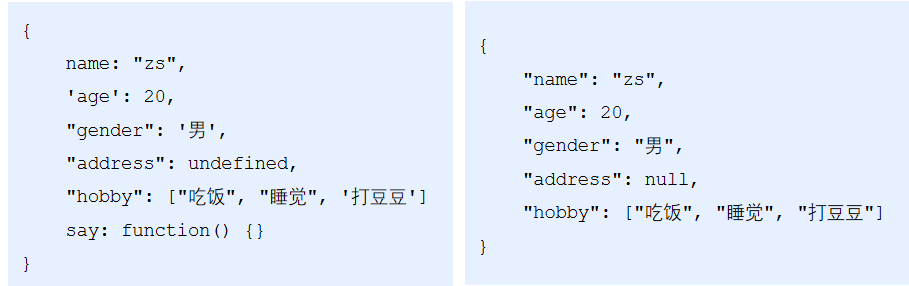 {
    name: "zs",
    'age': 20,
    "gender": '男',
    "address": undefined,
    "hobby": ["吃饭", "睡觉", '打豆豆']
    say: function() {}
}
{
    "name": "zs",
    "age": 20,
    "gender": "男",
    "address": null,
    "hobby": ["吃饭", "睡觉", "打豆豆"]
}